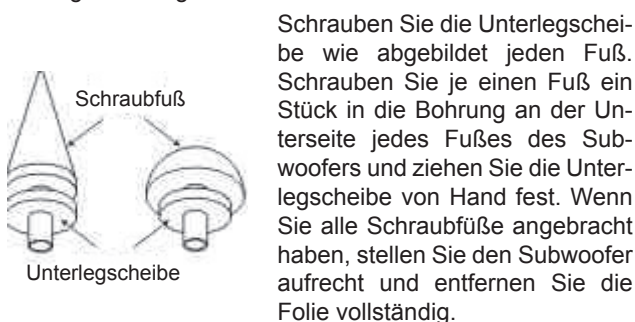 Schrauben Sie die Unterlegschei-
be wie abgebildet jeden Fuß.
Schrauben Sie je einen Fuß ein
Stück in die Bohrung an der Un-
terseite jedes Fußes des Sub-
woofers und ziehen Sie die Unter-
legscheibe von Hand fest. Wenn
Sie alle Schraubfüße angebracht
haben, stellen Sie den Subwoofer
aufrecht und entfernen Sie die
Folie vollständig.
Schraubfuß
Unterlegscheibe